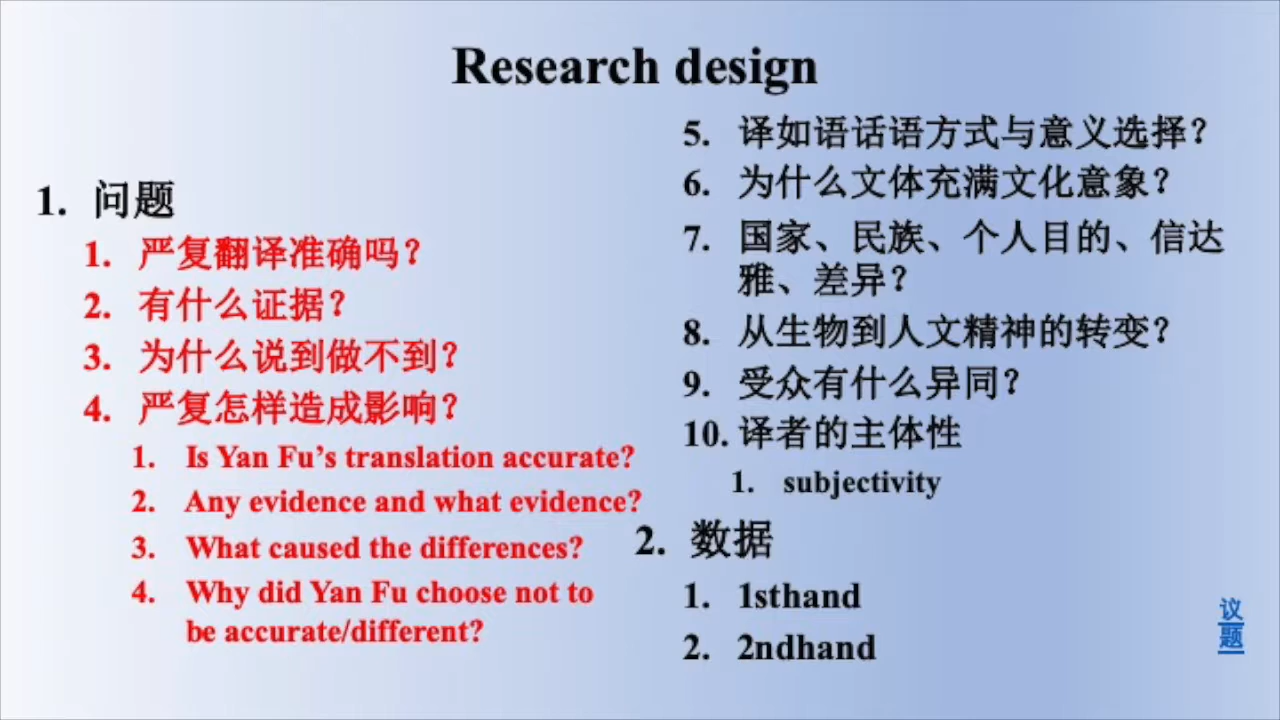 Research design
1. 问题
1. 严复翻译准确吗？
2. 有什么证据？
3. 为什么说到做不到？
4. 严复怎样造成影响？
1. Is Yan Fu’s translation accurate?
2. Any evidence and what evidence?
3. What caused the differences?
4. Why did Yan Fu choose not to
be accurate/different?
5. 译如语话语方式与意义选择？
6. 为什么文体充满文化意象？
7. 国家、民族、个人目的、信达
雅、差异？
8. 从生物到人文精神的转变？
9. 受众有什么异同？
10. 译者的主体性
1. subjectivity
2. 数据
1. 1sthand
2. 2ndhand
议
题